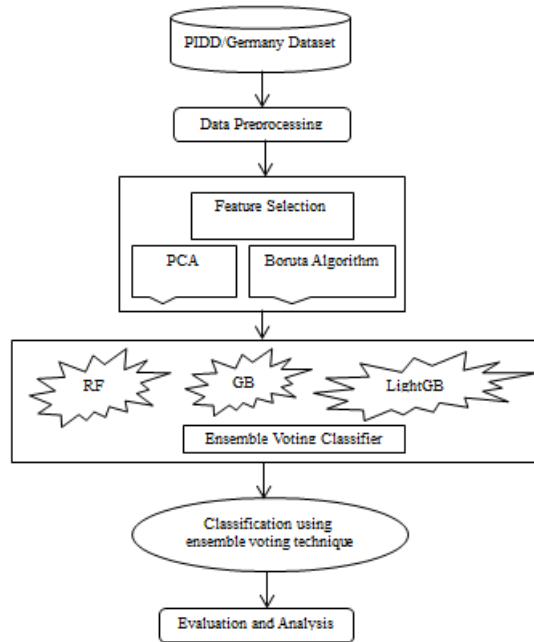 PIDD/Germany Dataset
Data Preprocessing
Feature Selection
PCA
Boruta Algorithm
RF
GB
LightGB
Ensemble Voting Classifier
Classification using
ensemble voting technique
Evaluation and Analysis